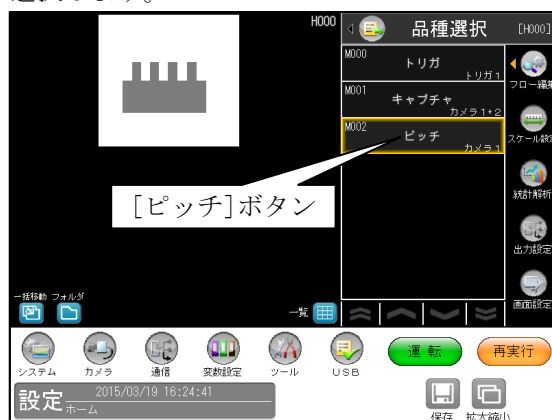 H000
品種選択
[H000]
M000
トリガ
トリガ1
M001
キャプチャ
カメラ1+2
M002
ピッチ
カメラ1
フロー編集
スケール設定
統計解析
出力設定
画面設定
[ピッチ]ボタン
一括移動 フォルダ
一覧
システム カメラ 通信 変数設定 ツール USB
運 転 再実行
設定 2015/03/19 16:24:41
ホーム
保存 拡大縮小